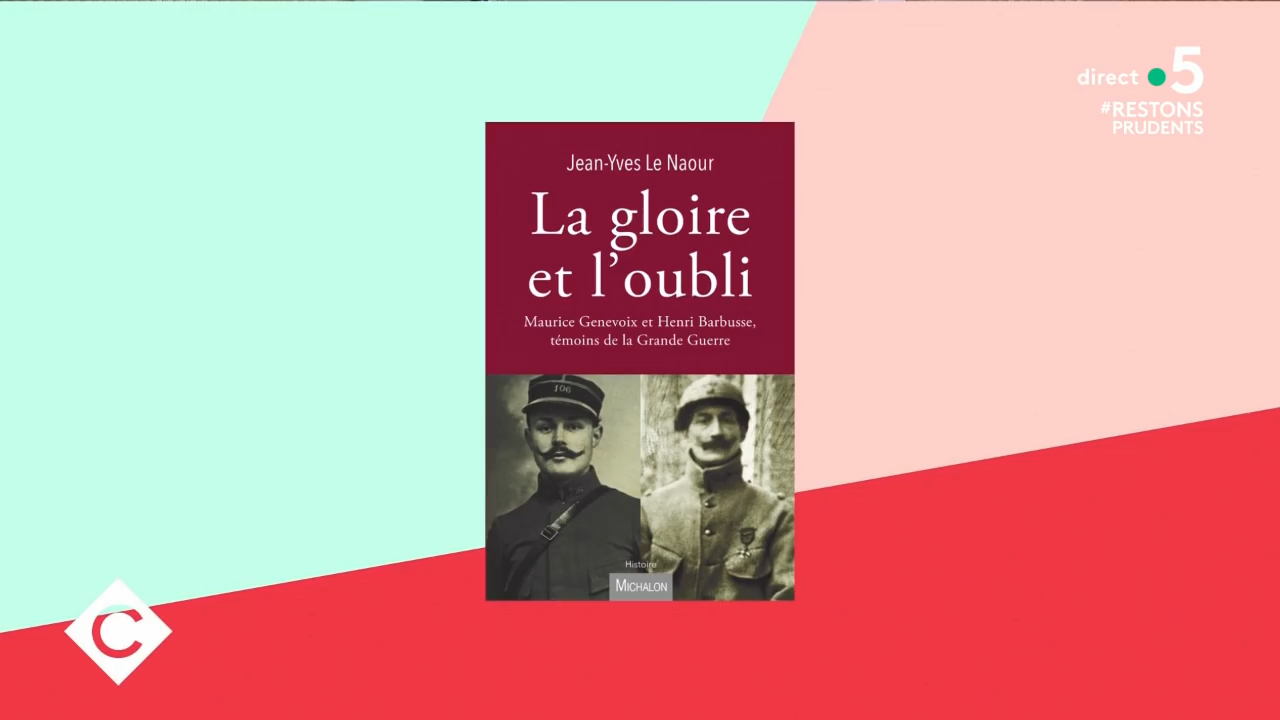 direct 5
#RESTONS
PRUDENTS
Jean-Yves Le Naour
La gloire
et l’oubli
Maurice Genevoix et Henri Barbusse,
témoins de la Grande Guerre
106
Histoire
MICHALON
C